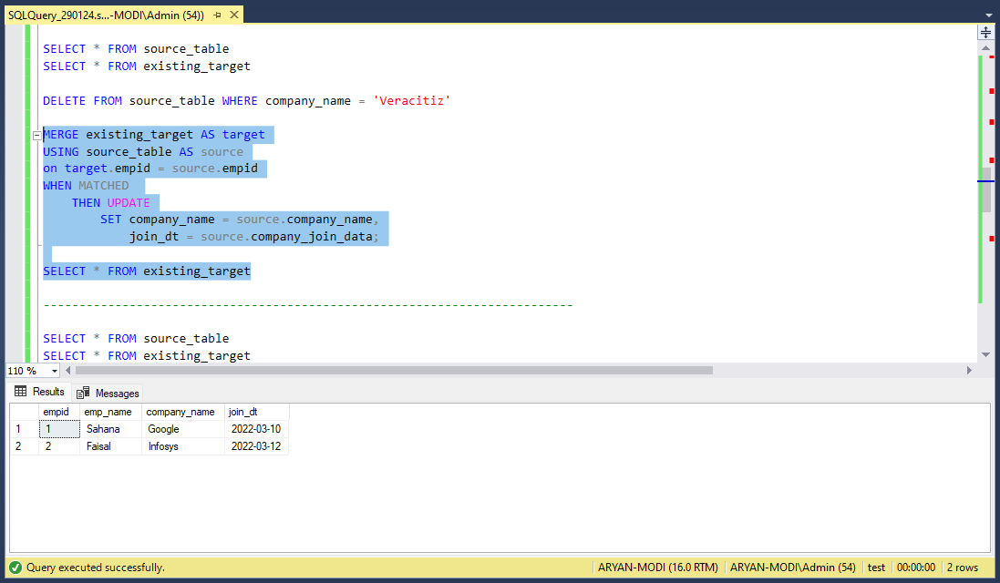 SQLQuery_290124.s...-MODI\Admin (54))
SELECT * FROM source_table
SELECT * FROM existing_target
DELETE FROM source_table WHERE company_name = 'Veracitiz'
MERGE existing_target AS target
USING source_table AS source
on target.empid = source.empid
WHEN MATCHED
THEN UPDATE
SET company_name = source.company_name,
join_dt = source.company_join_data;
SELECT * FROM existing_target
--------------------------------------------------------------------------
SELECT * FROM source_table
SELECT * FROM existing_target
110 %
Results Messages
empid emp_name company_name join_dt
1 1 Sahana Google 2022-03-10
2 2 Faisal Infosys 2022-03-12
Query executed successfully. ARYAN-MODI (16.0 RTM) ARYAN-MODI\Admin (54) test 00:00:00 2 rows